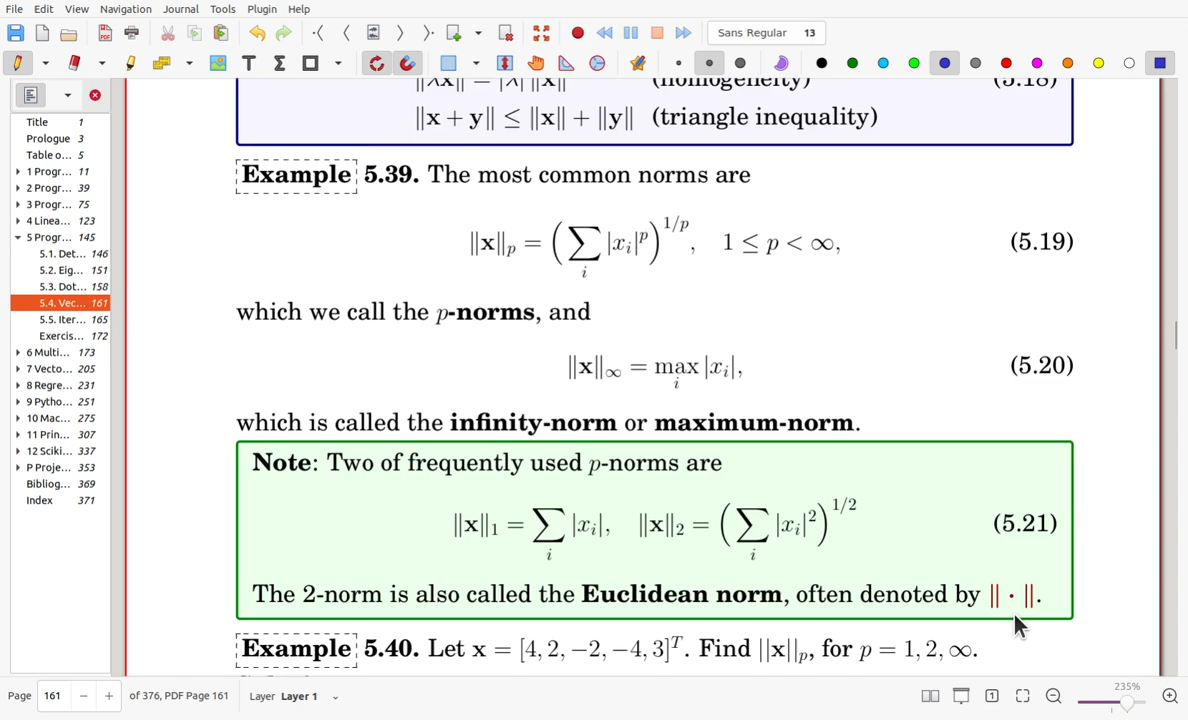 File Edit View Navigation Journal Tools Plugin Help
Sans Regular 13
Title 1
Prologue 3
Table o... 5
1 Progr... 11
2 Progr... 39
3 Progr... 75
4 Linea... 123
5 Progr... 145
5.1. Det... 146
5.2. Eig... 151
5.3. Dot... 158
5.4. Vec... 161
5.5. Iter... 165
Exercis... 172
6 Multi... 173
7 Vecto... 205
8 Regre... 231
9 Pytho... 251
10 Mac... 275
11 Prin... 307
12 Sciki... 337
P Proje... 353
Bibliog... 369
Index 371
||λx|| = |λ| ||x|| (homogeneity) (5.18)
||x + y|| ≤ ||x|| + ||y|| (triangle inequality)
Example 5.39. The most common norms are
||x||_p = (∑_i |x_i|^p)^{1/p}, 1 ≤ p < ∞, (5.19)
which we call the p-norms, and
||x||_∞ = max_i |x_i|, (5.20)
which is called the infinity-norm or maximum-norm.
Note: Two of frequently used p-norms are
||x||_1 = ∑_i |x_i|, ||x||_2 = (∑_i |x_i|^2)^{1/2} (5.21)
The 2-norm is also called the Euclidean norm, often denoted by || · ||.
Example 5.40. Let x = [4, 2, −2, −4, 3]^T. Find ||x||_p, for p = 1, 2, ∞.
Page 161 − + of 376, PDF Page 161 Layer Layer 1 235%